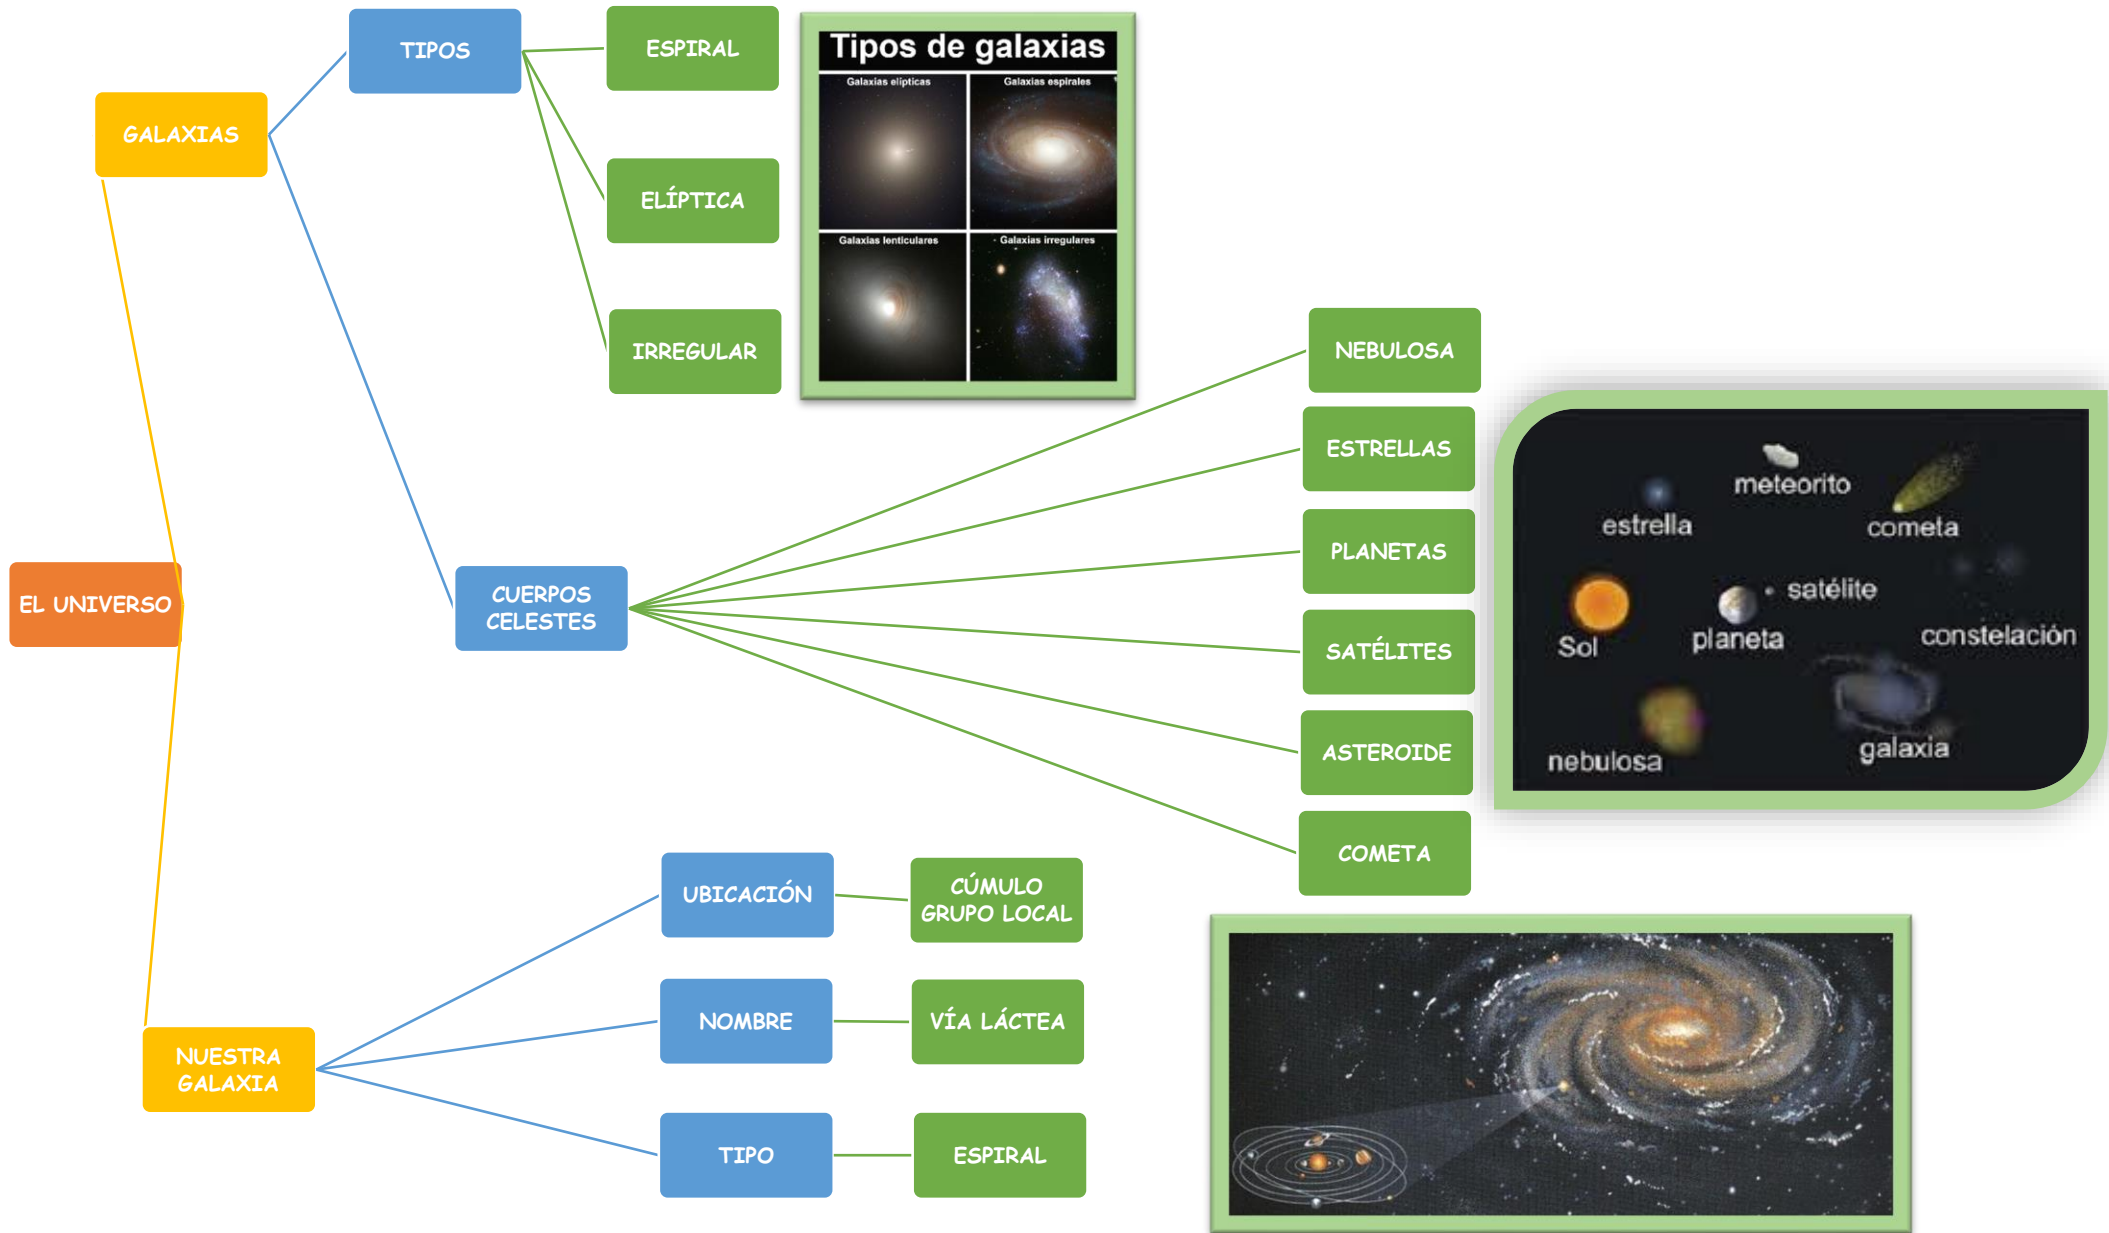 TIPOS
ESPIRAL
GALAXIAS
ELÍPTICA
IRREGULAR
Tipos de galaxias
Galaxias elípticas
Galaxias espirales
Galaxias lenticulares
Galaxias irregulares
EL UNIVERSO
CUERPOS
CELESTES
NEBULOSA
ESTRELLAS
PLANETAS
SATÉLITES
ASTEROIDE
COMETA
meteorito
estrella
cometa
satélite
Sol
planeta
constelación
nebulosa
galaxia
NUESTRA
GALAXIA
UBICACIÓN
CÚMULO
GRUPO LOCAL
NOMBRE
VÍA LÁCTEA
TIPO
ESPIRAL